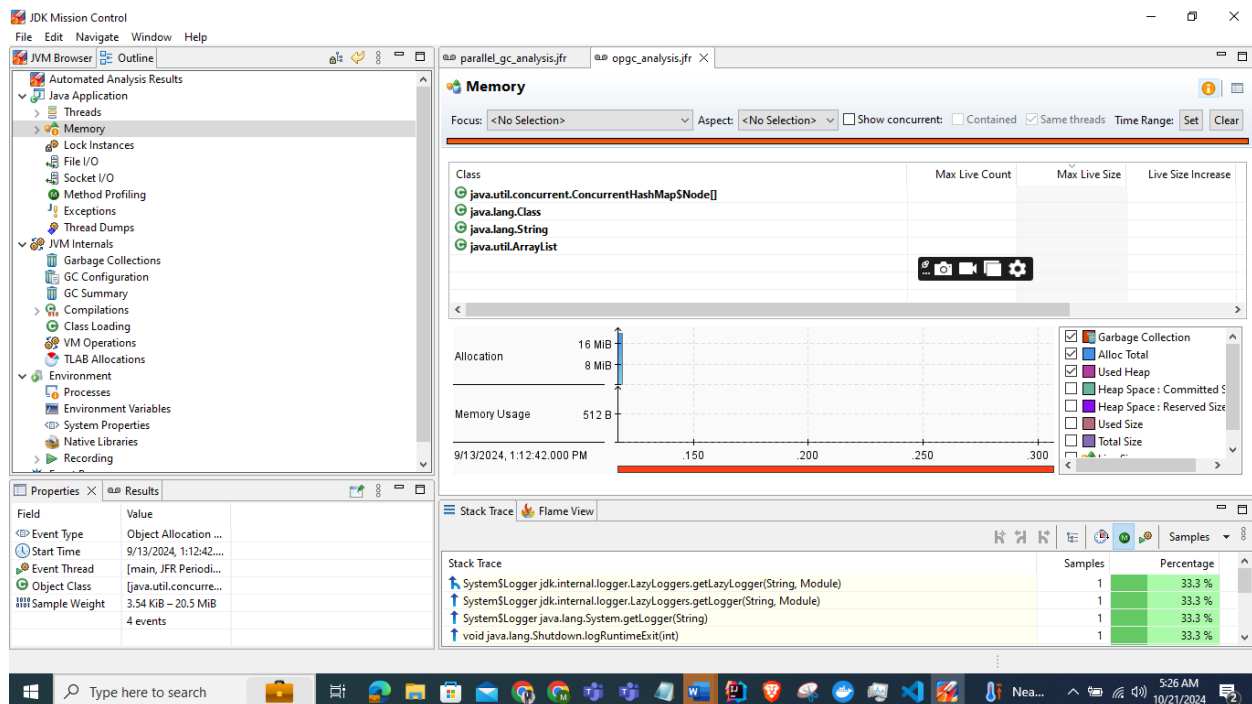 JDK Mission Control
File Edit Navigate Window Help
JVM Browser Outline
Automated Analysis Results
Java Application
Threads
Memory
Lock Instances
File I/O
Socket I/O
Method Profiling
Exceptions
Thread Dumps
JVM Internals
Garbage Collections
GC Configuration
GC Summary
Compilations
Class Loading
VM Operations
TLAB Allocations
Environment
Processes
Environment Variables
System Properties
Native Libraries
Recording
Properties Results
Field Value
Event Type Object Allocation ...
Start Time 9/13/2024, 1:12:42....
Event Thread [main, JFR Periodi...
Object Class [java.util.concurre...
Sample Weight 3.54 KiB – 20.5 MiB
4 events
parallel_gc_analysis.jfr opgc_analysis.jfr
Memory
Focus: <No Selection> Aspect: <No Selection> Show concurrent: Contained Same threads Time Range: Set Clear
Class Max Live Count Max Live Size Live Size Increase
java.util.concurrent.ConcurrentHashMap$Node[]
java.lang.Class
java.lang.String
java.util.ArrayList
Allocation 16 MiB
8 MiB
Memory Usage 512 B
9/13/2024, 1:12:42.000 PM .150 .200 .250 .300
Garbage Collection
Alloc Total
Used Heap
Heap Space : Committed S
Heap Space : Reserved Size
Used Size
Total Size
Stack Trace Flame View
Samples
Stack Trace Samples Percentage
System$Logger jdk.internal.logger.LazyLoggers.getLazyLogger(String, Module) 1 33.3 %
System$Logger jdk.internal.logger.LazyLoggers.getLogger(String, Module) 1 33.3 %
System$Logger java.lang.System.getLogger(String) 1 33.3 %
void java.lang.Shutdown.logRuntimeExit(int) 1 33.3 %
Type here to search
Nea...
5:26 AM
10/21/2024